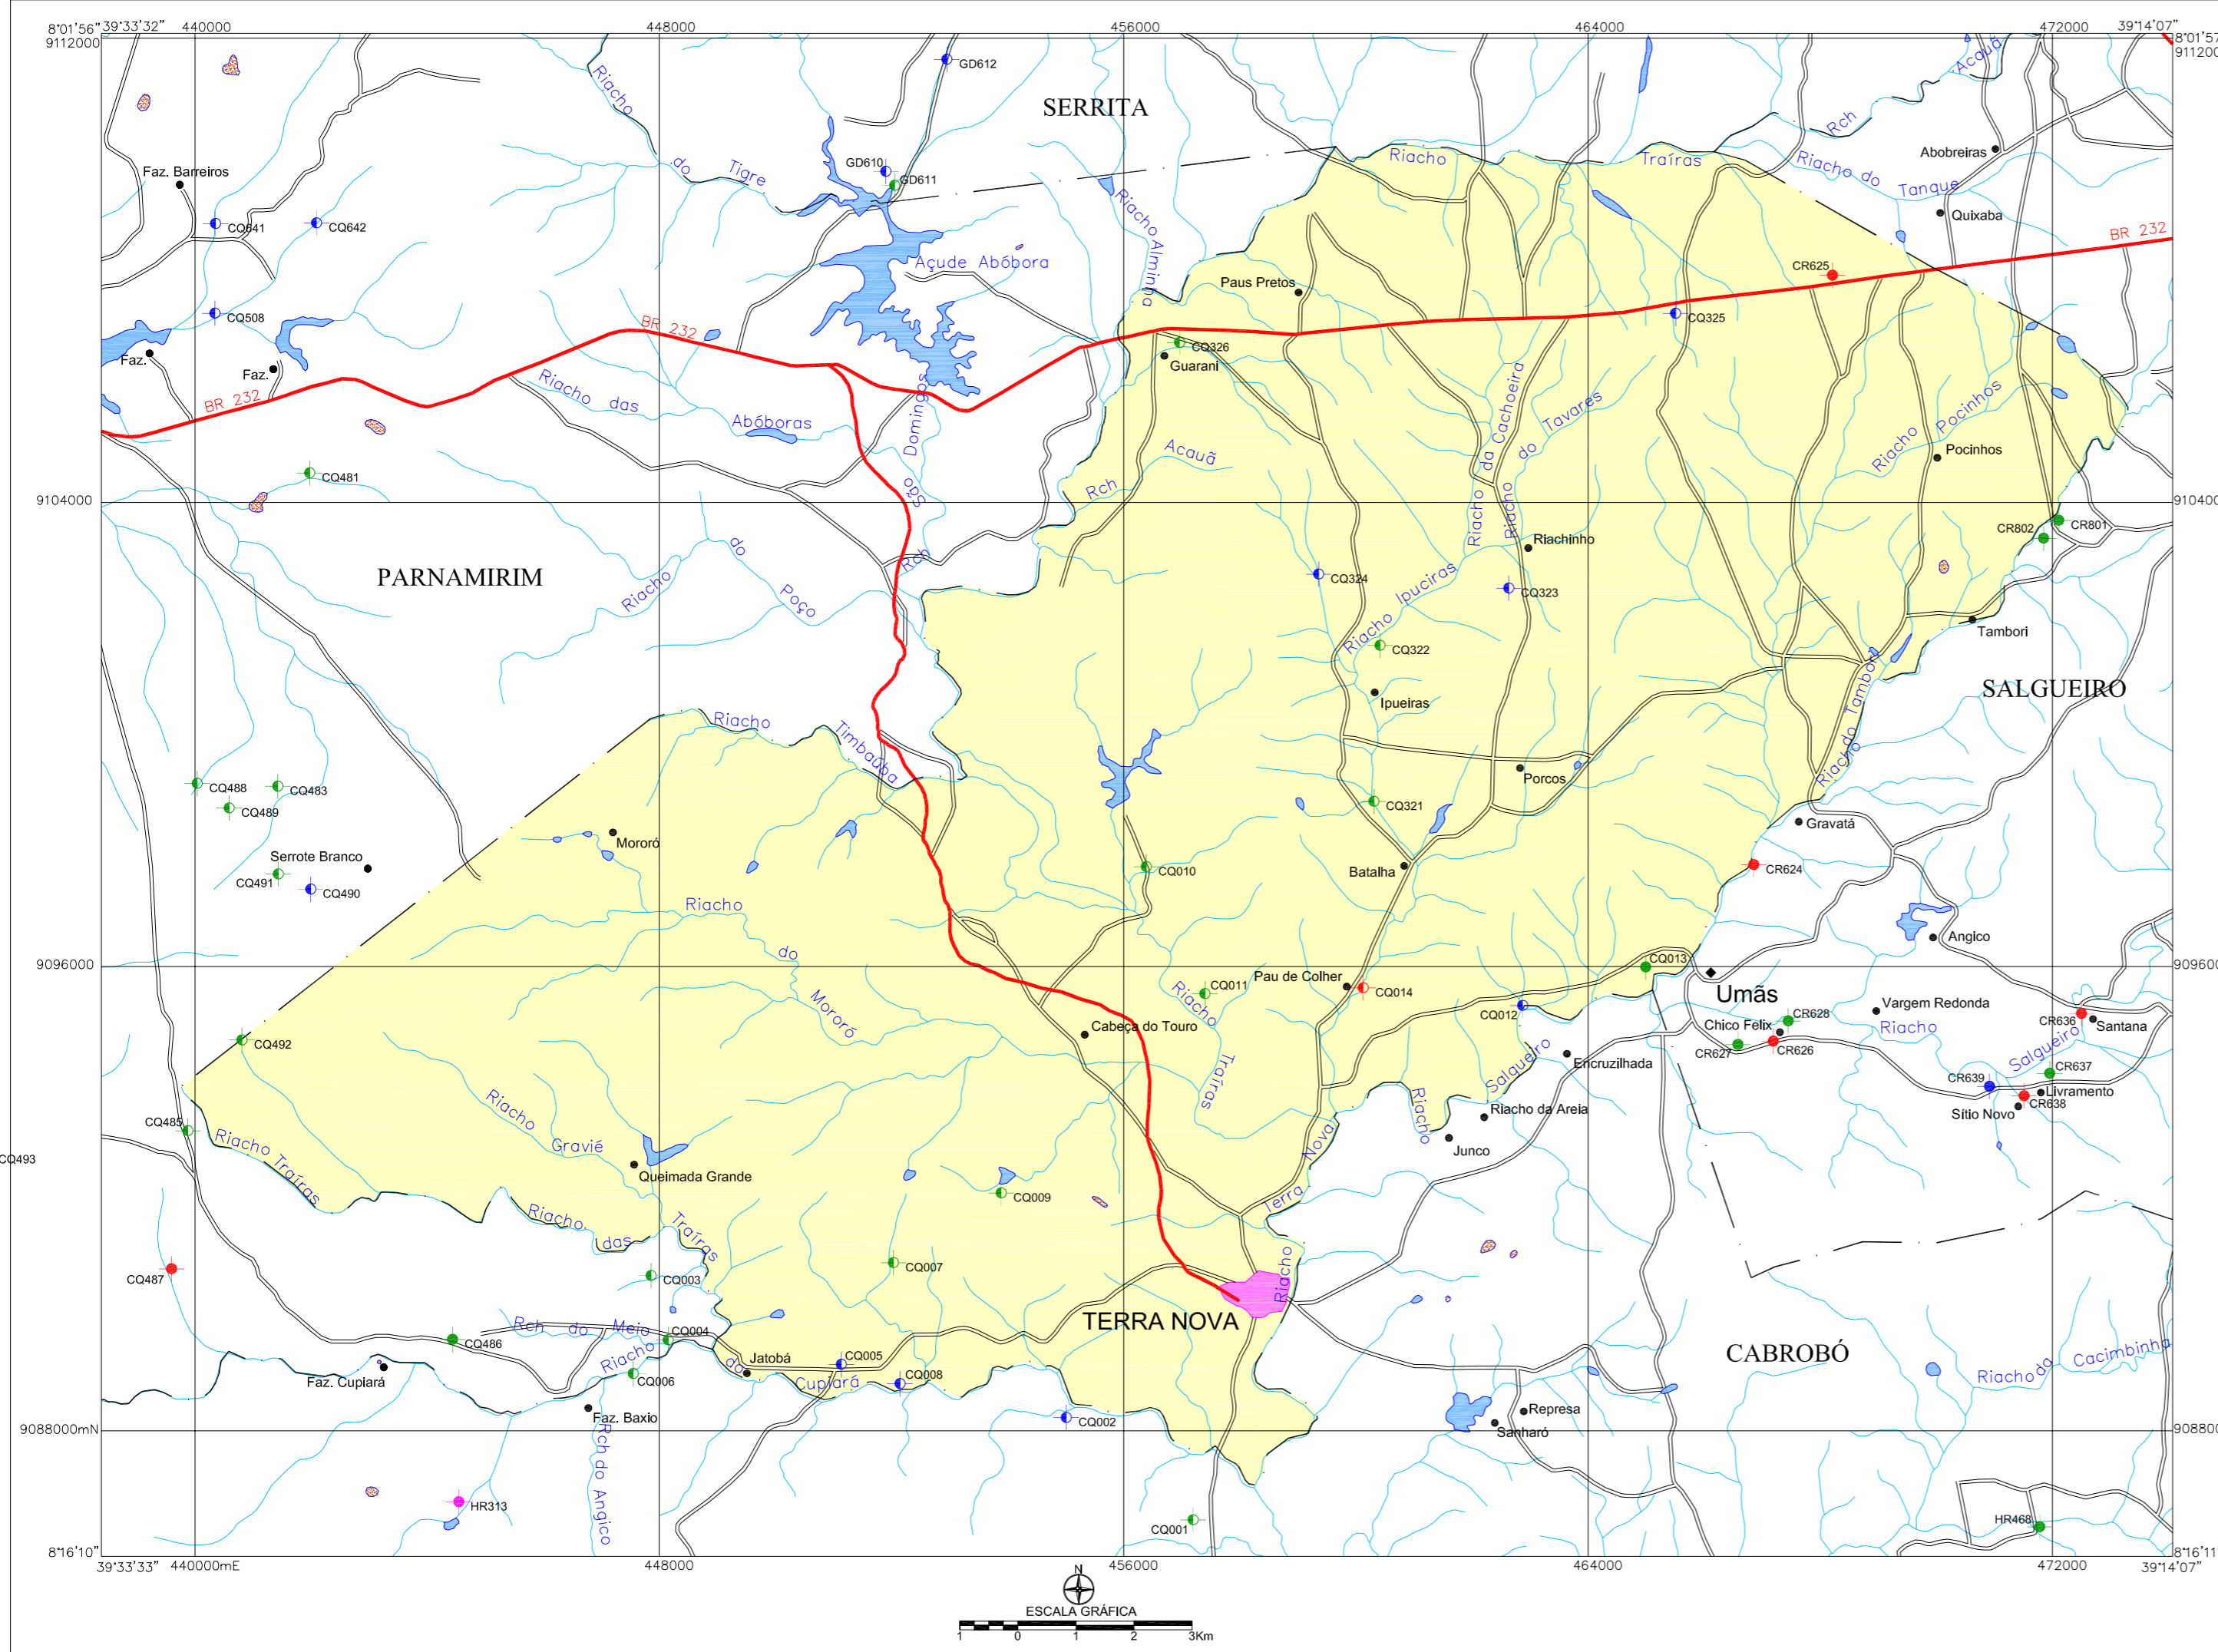 8°01'56"
39°33'32"
440000
448000
456000
464000
472000
39°14'07"
8°01'57
9112000
911200
Acauã
GD612
Riacho
SERRITA
Rch
GD610
do
Tigre
GD611
Riacho
Traíras
Riacho do Tanque
Abobreiras
Faz. Barreiros
Quixaba
CQ641
CQ642
Riacho
Alminha
BR 232
Açude Abóbora
CR625
Paus Pretos
CQ508
BR 232
CQ325
CQ326
Guarani
Faz.
Faz.
BR 232
Riacho das
Abóboras
Domingos
São
Rch
Riacho
da Cachoeira
Riacho
do Tavares
Riacho
Pocinhos
Pocinhos
Acauã
Rch
CQ481
9104000
910400
CR802
CR801
Riachinho
do
Poço
Riacho
PARNAMIRIM
CQ324
CQ323
Riacho Ipuciras
CQ322
Tambori
SALGUEIRO
Ipueiras
Riacho
Timbaúba
Riacho
do Tambori
Porcos
CQ488
CQ483
CQ489
CQ321
Gravatá
Mororó
Serrote Branco
CQ491
CQ490
CQ010
Batalha
CR624
Riacho
do
Mororó
Angico
9096000
909600
CQ013
Pau de Colher
CQ011
CQ014
Umãs
Riacho
Traíras
CQ012
Vargem Redonda
CR628
Chico Felix
CR627
CR626
Riacho
Salgueiro
CR636
Santana
Cabeça do Touro
CQ492
Salgueiro
Riacho
Encruzilhada
CR637
CR639
Livramento
CR638
Sítio Novo
Riacho
Gravié
Riacho da Areia
CQ485
Riacho Traíras
Junco
CQ493
Queimada Grande
Nova
Terra
Riacho
CQ009
Riacho
das
Traíras
CQ007
CQ487
CQ003
TERRA NOVA
Rch do Meio
CQ004
CQ486
Riacho
do
Cupiará
CABROBÓ
Jatobá
CQ005
Riacho
da
Cacimbinha
Faz. Cupiará
CQ006
CQ008
Faz. Baxio
CQ002
Represa
Sanharó
9088000mN
90880
Rch
do Angico
HR313
CQ001
HR468
8°16'10"
8°16'11
39°33'33"
440000mE
448000
456000
464000
472000
39°14'07"
N
ESCALA GRÁFICA
1 0 1 2 3Km